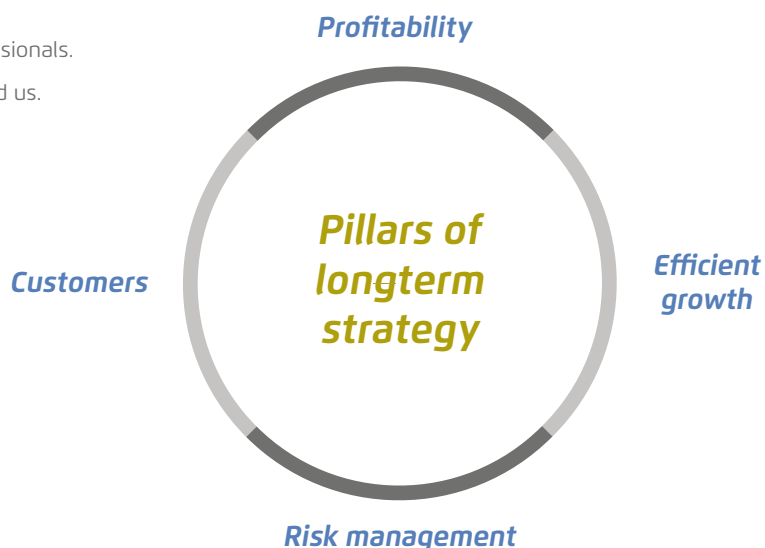 Profitability
sionals.
d us.
Pillars of
longterm
strategy
Customers
Efficient
growth
Risk management